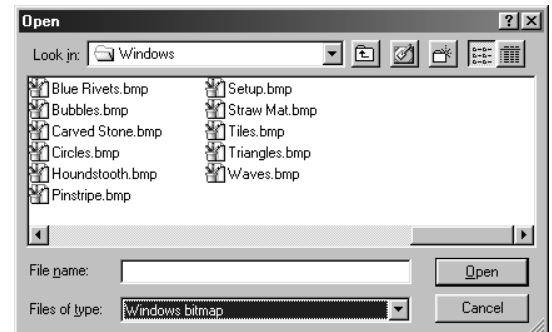 Open
Look in: Windows
Blue Rivets.bmp
Bubbles.bmp
Carved Stone.bmp
Circles.bmp
Houndstooth.bmp
Pinstripe.bmp
Setup.bmp
Straw Mat.bmp
Tiles.bmp
Triangles.bmp
Waves.bmp
File name: Open
Files of type: Windows bitmap Cancel